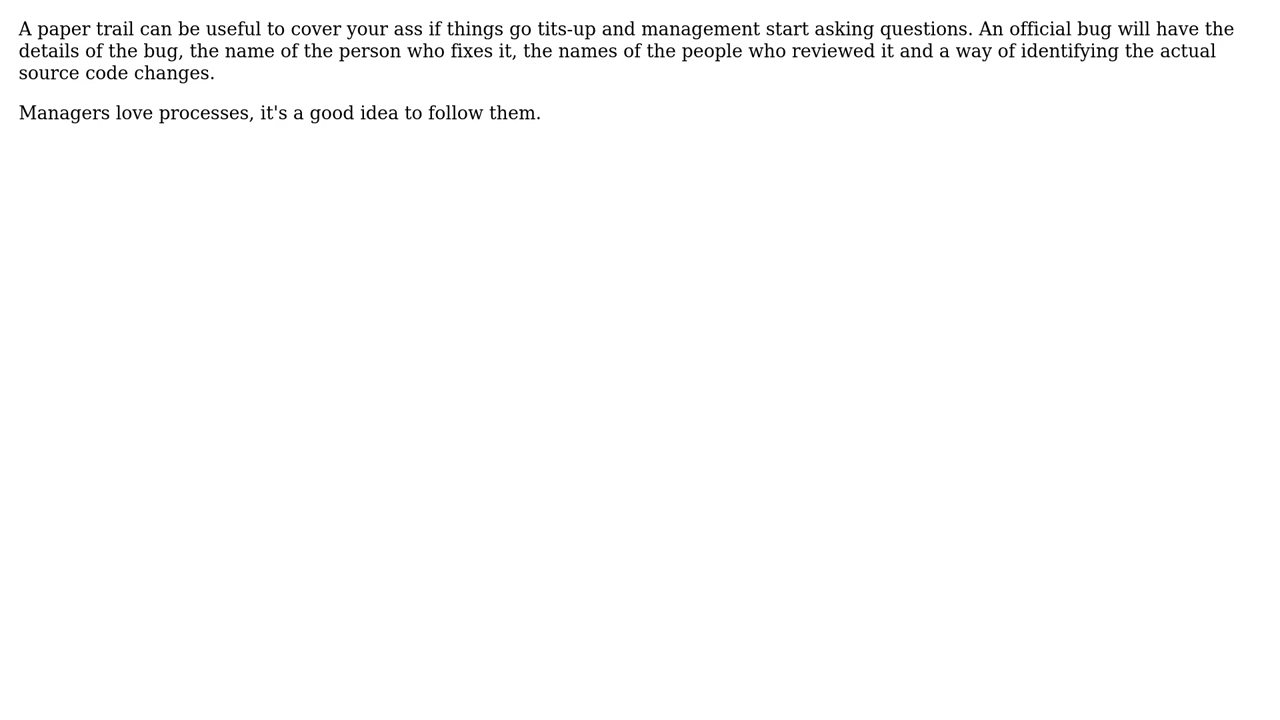 A paper trail can be useful to cover your ass if things go tits-up and management start asking questions. An official bug will have the
details of the bug, the name of the person who fixes it, the names of the people who reviewed it and a way of identifying the actual
source code changes.
Managers love processes, it's a good idea to follow them.